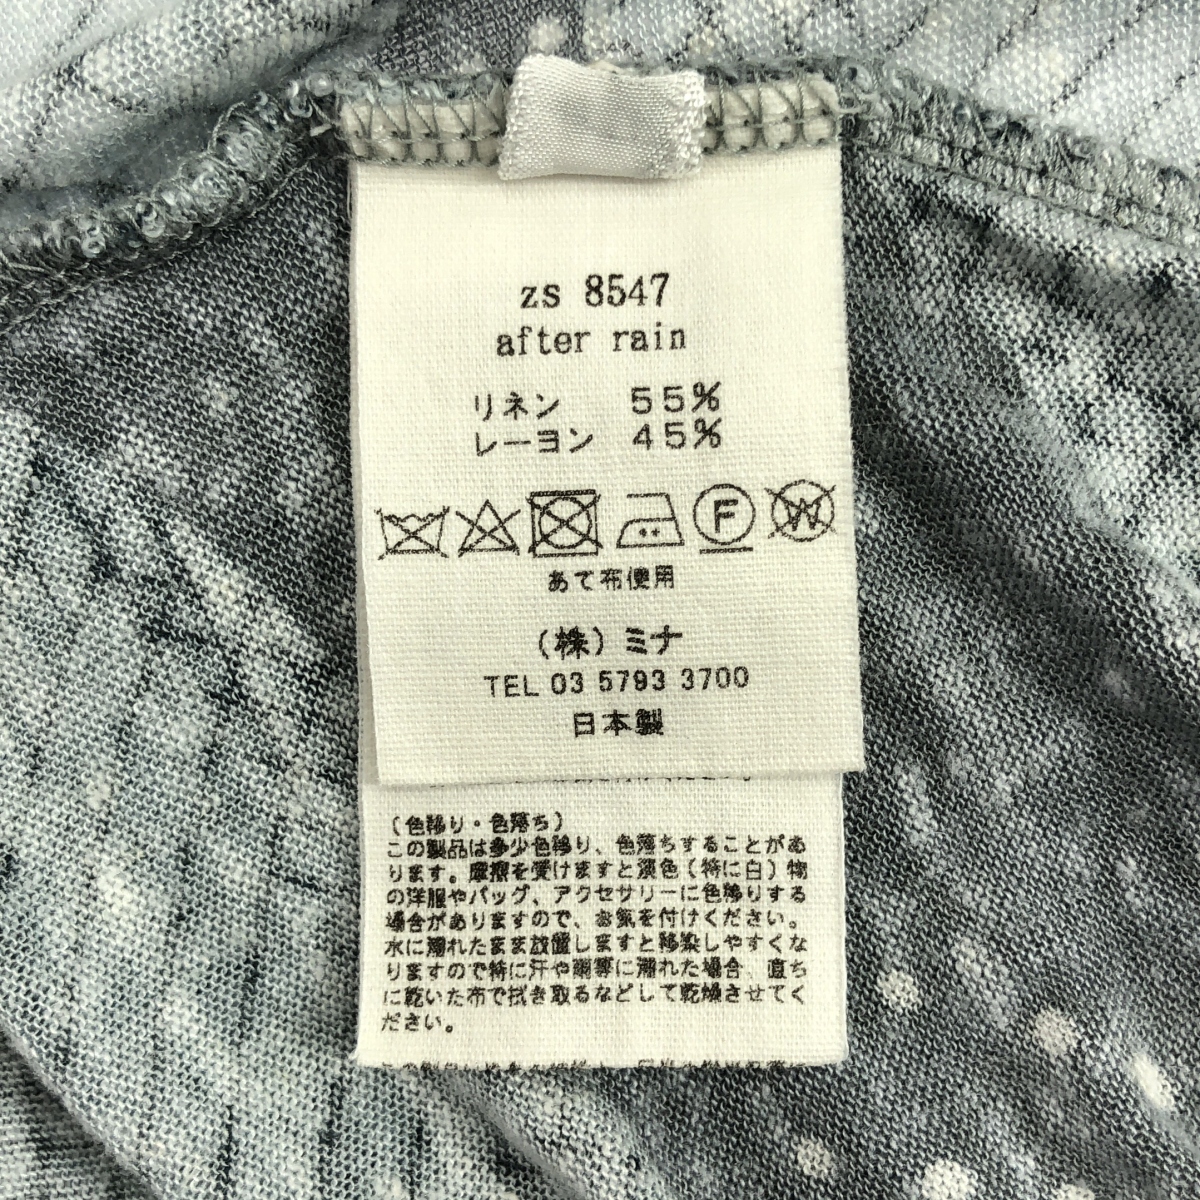 zs 8547
after rain
リネン 55%
レーヨン 45%
F
W
あて布使用
(株)ミナ
TEL 03 5793 3700
日本製
(色移り・色落ち)
この製品は多少色移り、色落ちすることがあ
ります。摩擦を受けますと淡色(特に白)物
の洋服やバッグ、アクセサリーに色移りする
場合がありますので、お気を付けください。
水に濡れたまま放置しますと移染しやすくな
りますので特に汗や雨等に濡れた場合、直ち
に乾いた布で拭き取るなどして乾燥させてく
ださい。